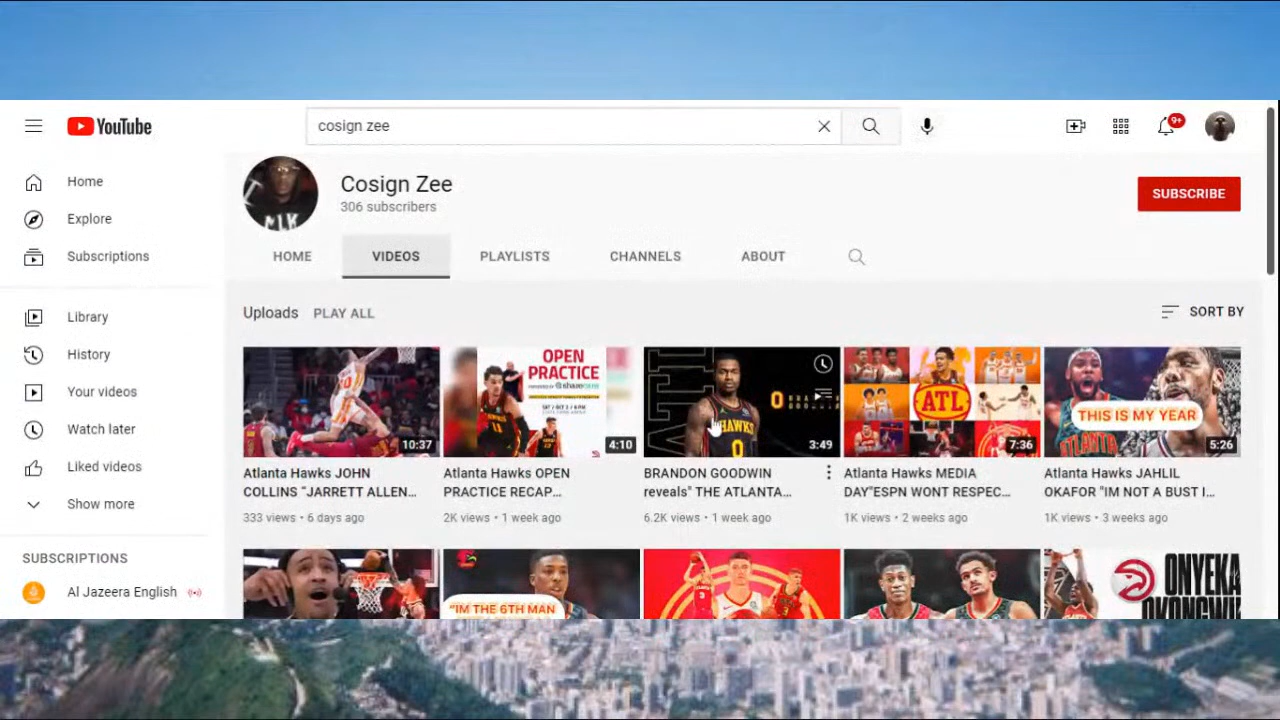 YouTube
cosign zee
9+
Home
Explore
Subscriptions
Library
History
Your videos
Watch later
Liked videos
Show more
SUBSCRIPTIONS
Al Jazeera English
Cosign Zee
306 subscribers
SUBSCRIBE
HOME VIDEOS PLAYLISTS CHANNELS ABOUT
Uploads PLAY ALL SORT BY
10:37
Atlanta Hawks JOHN
COLLINS "JARRETT ALLEN...
333 views • 6 days ago
OPEN
PRACTICE
4:10
Atlanta Hawks OPEN
PRACTICE RECAP...
2K views • 1 week ago
HAWKS
0
3:49
BRANDON GOODWIN
reveals" THE ATLANTA...
6.2K views • 1 week ago
ATL
7:36
Atlanta Hawks MEDIA
DAY"ESPN WONT RESPEC...
1K views • 2 weeks ago
THIS IS MY YEAR
5:26
Atlanta Hawks JAHLIL
OKAFOR "IM NOT A BUST I...
1K views • 3 weeks ago
"IM THE 6TH MAN
ONYEKA
OKONGWU